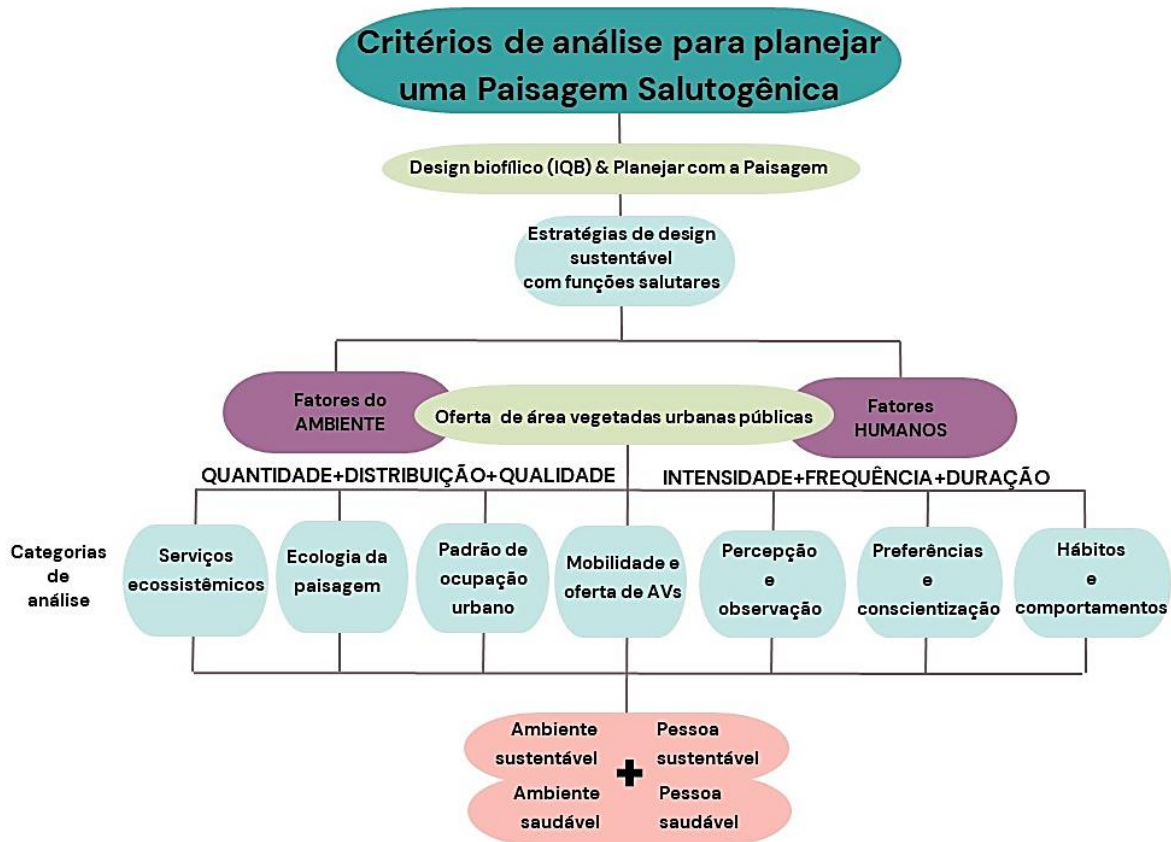 Critérios de análise para planejar
uma Paisagem Salutogênica
Design biofílico (IQB) & Planejar com a Paisagem
Estratégias de design
sustentável
com funções salutares
Fatores do
AMBIENTE
Oferta de área vegetadas urbanas públicas
Fatores
HUMANOS
QUANTIDADE+DISTRIBUIÇÃO+QUALIDADE
INTENSIDADE+FREQUÊNCIA+DURAÇÃO
Categorias
de
análise
Serviços
ecossistêmicos
Ecologia da
paisagem
Padrão de
ocupação
urbano
Mobilidade e
oferta de AVs
Percepção
e
observação
Preferências
e
conscientização
Hábitos
e
comportamentos
Ambiente
sustentável
+
Pessoa
sustentável
Ambiente
saudável
Pessoa
saudável